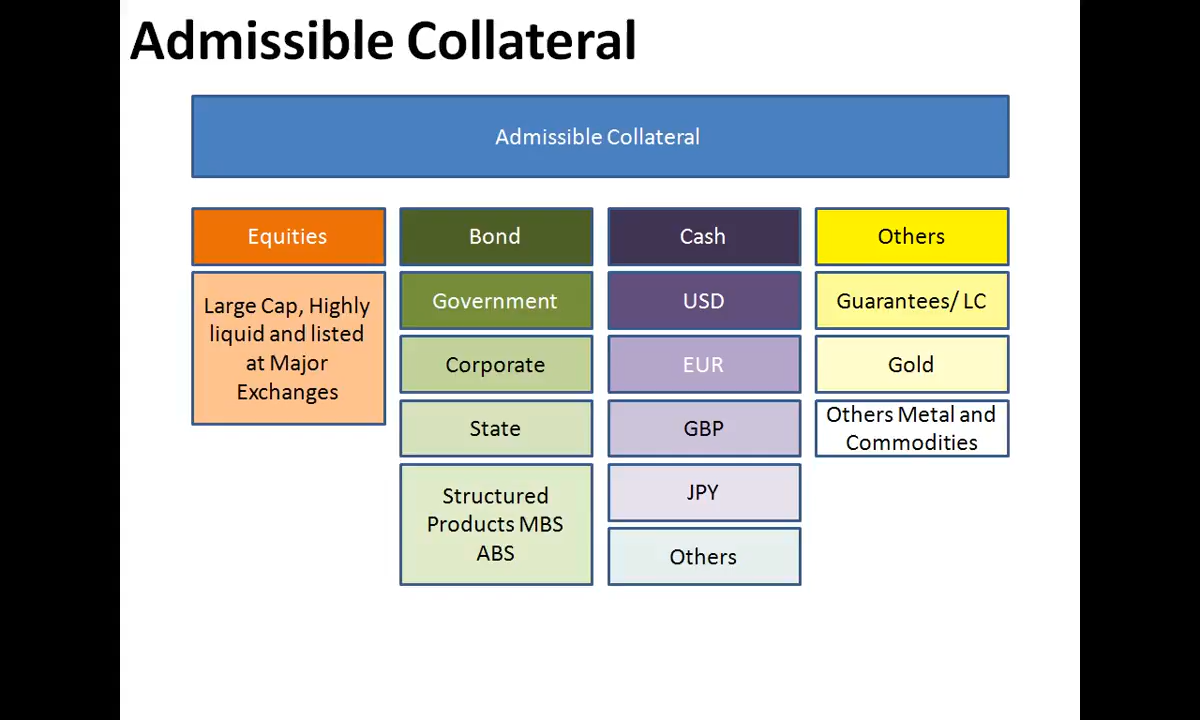 Admissible Collateral
Admissible Collateral
Equities
Large Cap, Highly
liquid and listed
at Major
Exchanges
Bond
Government
Corporate
State
Structured
Products MBS
ABS
Cash
USD
EUR
GBP
JPY
Others
Others
Guarantees/ LC
Gold
Others Metal and
Commodities